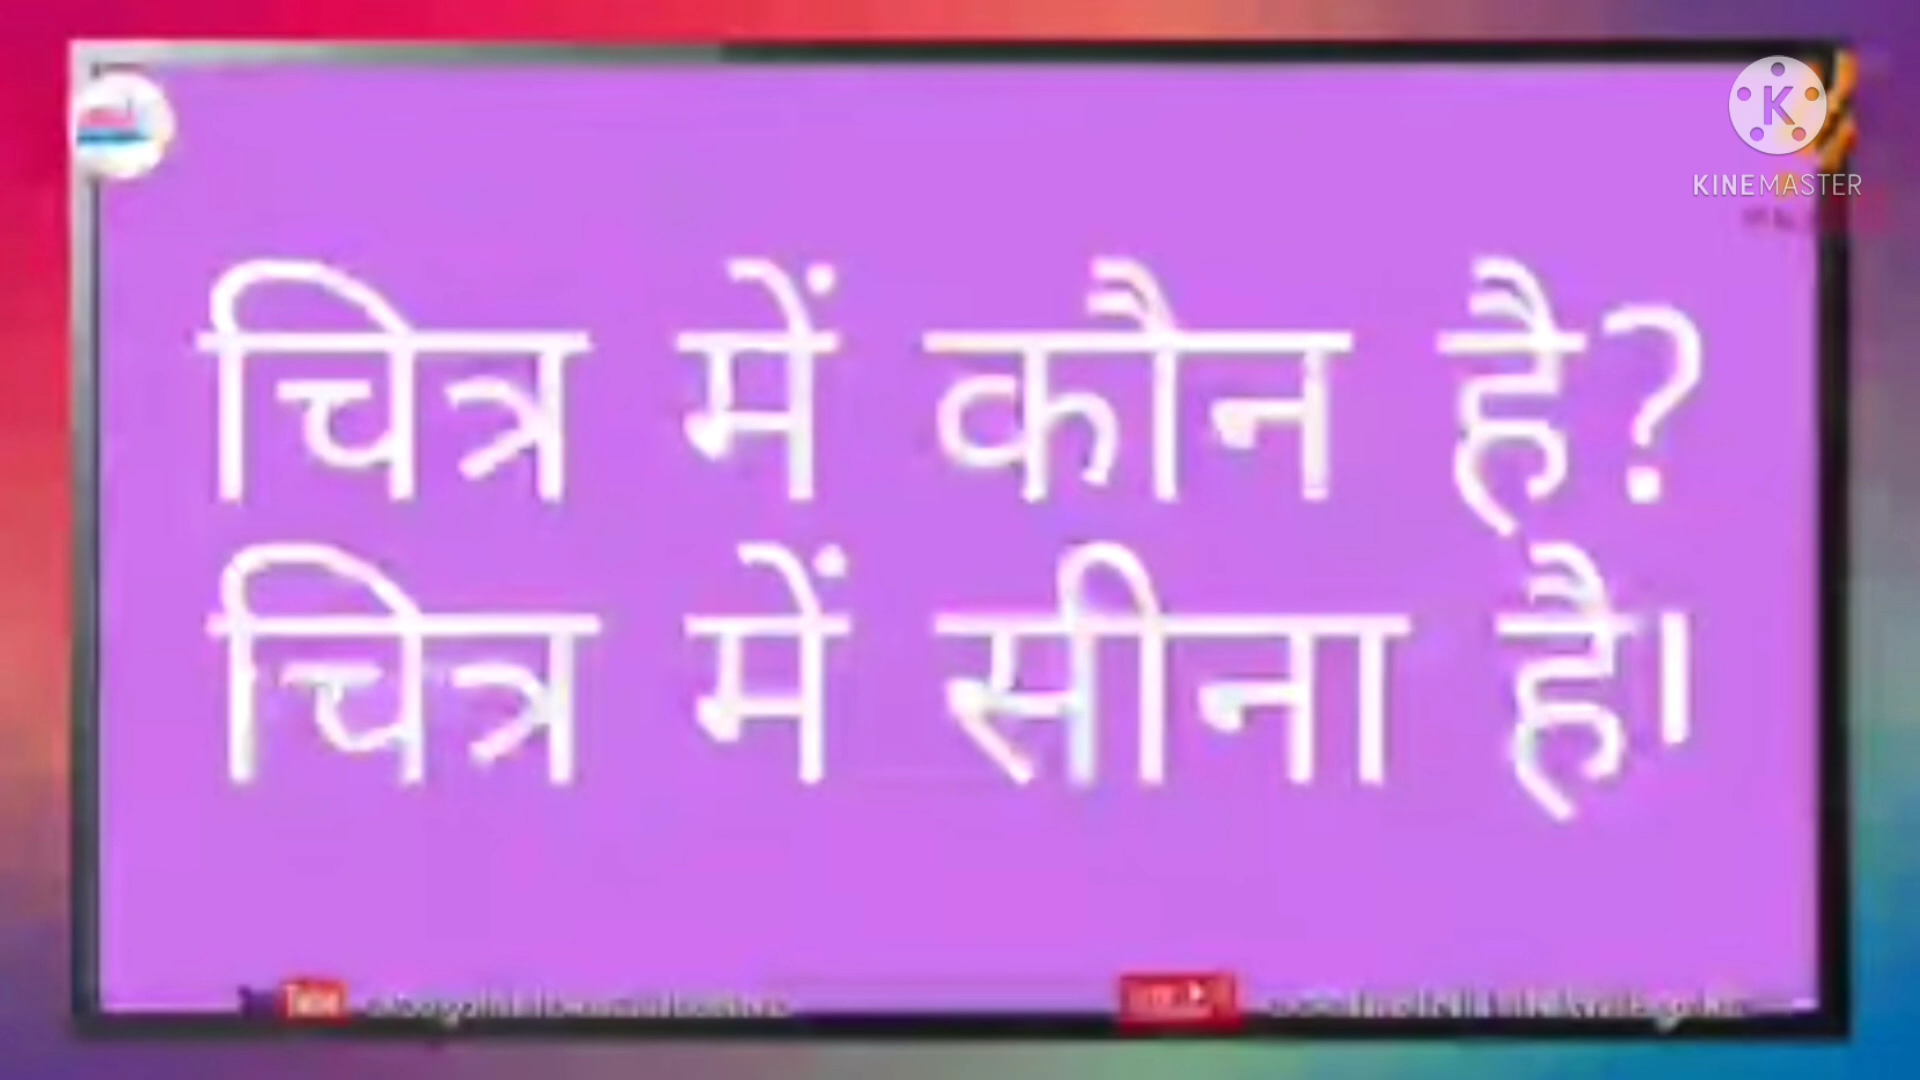 KINEMASTER
चित्र में कौन है?
चित्र में सीना है।